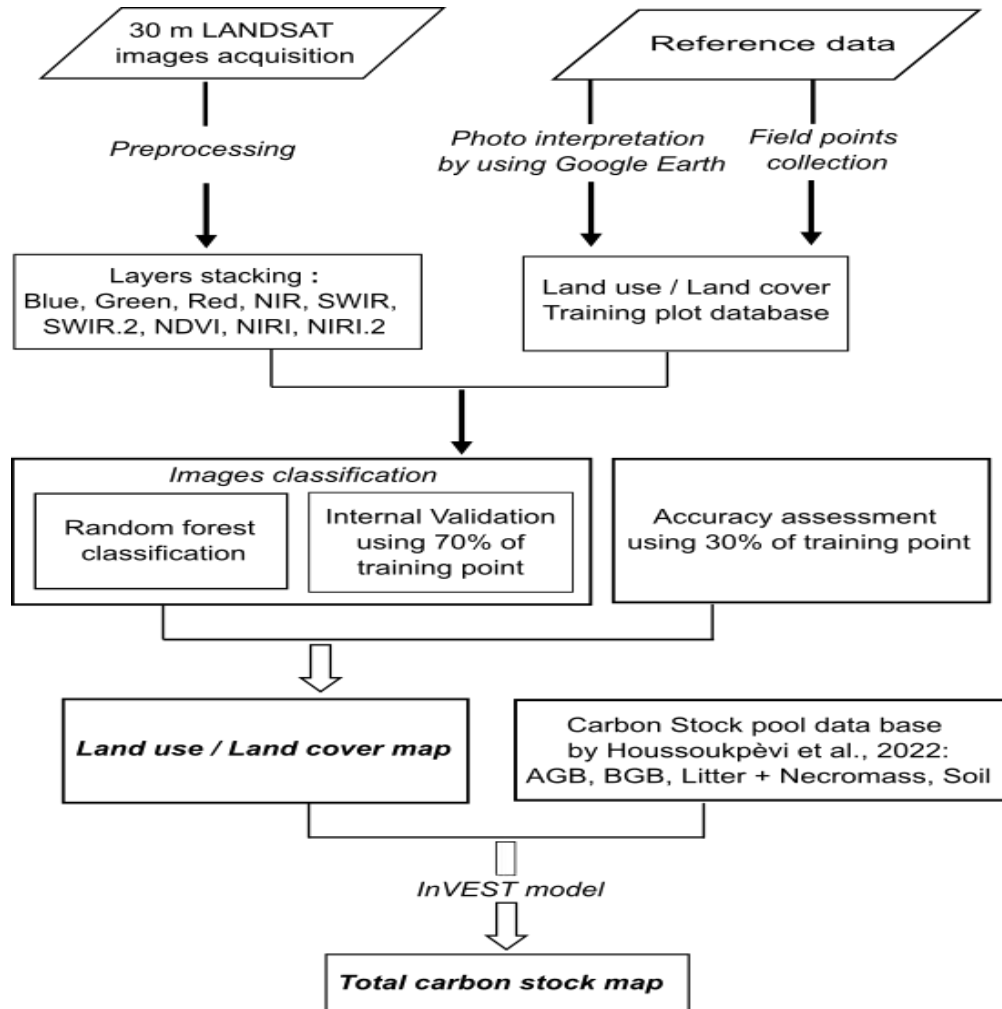 30 m LANDSAT
images acquisition
Reference data
Preprocessing
Photo interpretation
by using Google Earth
Field points
collection
Layers stacking :
Blue, Green, Red, NIR, SWIR,
SWIR.2, NDVI, NIRI, NIRI.2
Land use / Land cover
Training plot database
Images classification
Random forest
classification
Internal Validation
using 70% of
training point
Accuracy assessment
using 30% of training point
Land use / Land cover map
Carbon Stock pool data base
by Houssoukpèvi et al., 2022:
AGB, BGB, Litter + Necromass, Soil
InVEST model
Total carbon stock map